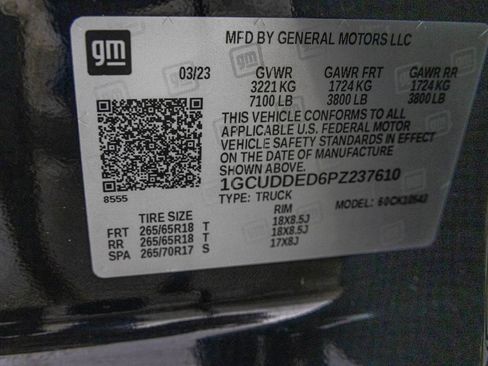 gm
MFD BY GENERAL MOTORS LLC
03/23 GVWR GAWR FRT GAWR RR
3221 KG 1724 KG 1724 KG
7100 LB 3800 LB 3800 LB
THIS VEHICLE CONFORMS TO ALL
APPLICABLE U.S. FEDERAL MOTOR
VEHICLE SAFETY STANDARDS IN EFFECT
ON THE DATE OF MANUFACTURE
SHOWN ABOVE.
1GCUDDED6PZ237610
8555
TYPE: TRUCK MODEL:
TIRE SIZE RIM
FRT 265/65R18 T 18X8.5J
RR 265/65R18 T 18X8.5J
SPA 265/70R17 S 17X8J